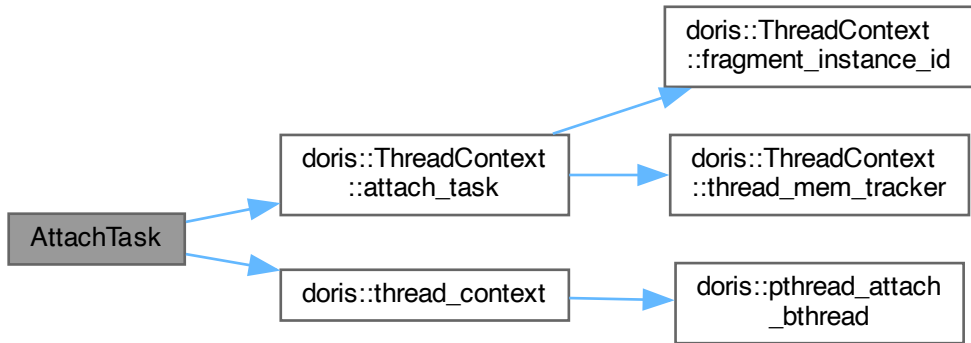 doris::ThreadContext
::fragment_instance_id
doris::ThreadContext
::attach_task
doris::ThreadContext
::thread_mem_tracker
AttachTask
doris::thread_context
doris::pthread_attach
_bthread